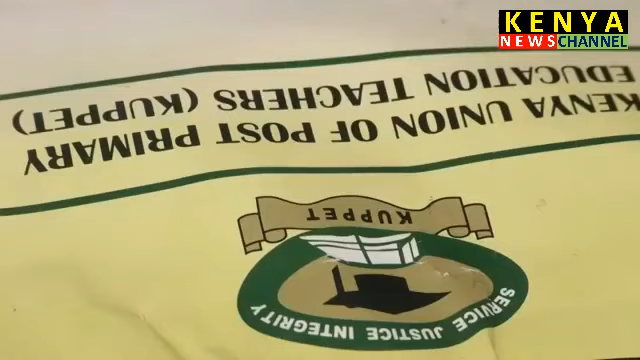 KENYA
NEWS CHANNEL
KENYA UNION OF POST PRIMARY
EDUCATION TEACHERS (KUPPET)
KUPPET
SERVICE JUSTICE INTEGRITY